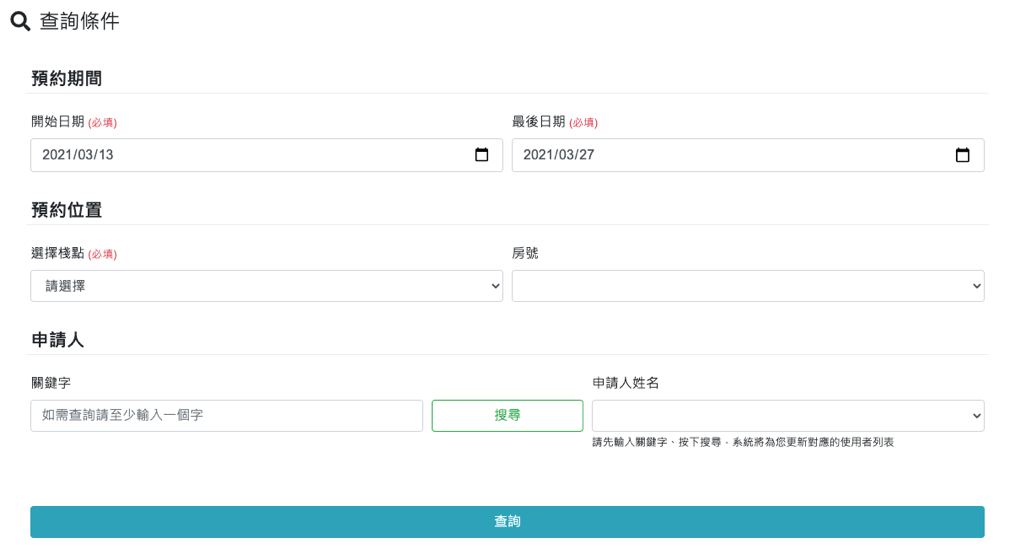 查詢條件
預約期間
開始日期 (必填)
最後日期 (必填)
2021/03/13
2021/03/27
預約位置
選擇棧點 (必填)
房號
請選擇
申請人
關鍵字
申請人姓名
如需查詢請至少輸入一個字
搜尋
請先輸入關鍵字、按下搜尋，系統將為您更新對應的使用者列表
查詢